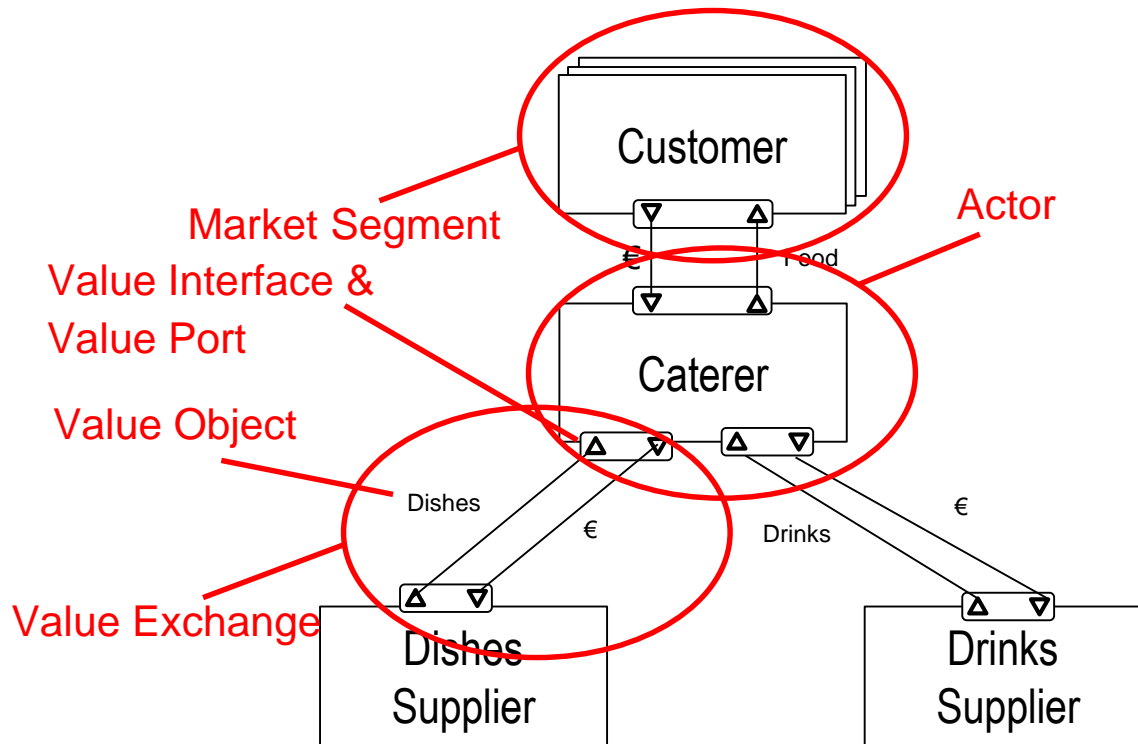 Customer
Actor
Market Segment
€
Food
Value Interface &
Value Port
Caterer
Value Object
Dishes
€
Drinks
€
Value Exchange
Dishes
Supplier
Drinks
Supplier